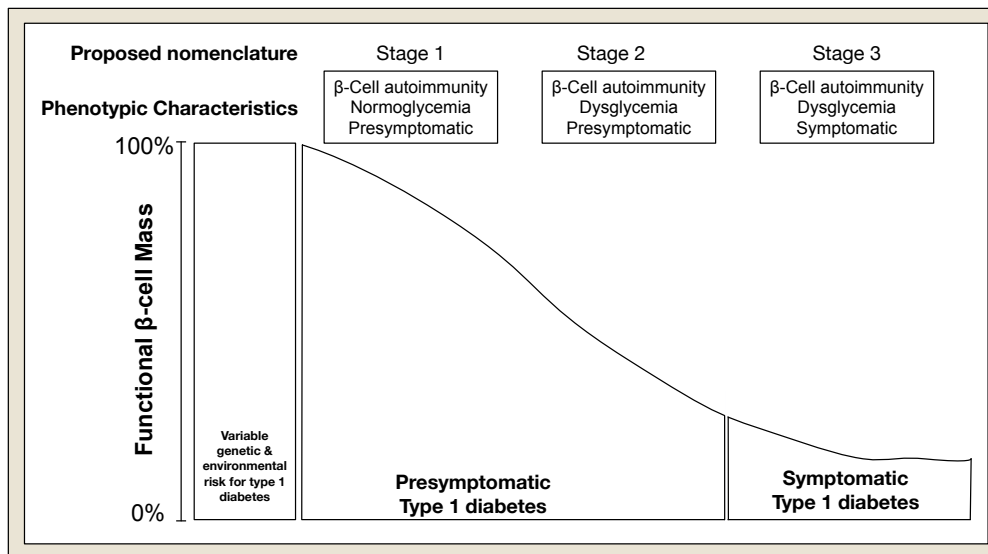 Proposed nomenclature
Stage 1
Stage 2
Stage 3
Phenotypic Characteristics
β-Cell autoimmunity
Normoglycemia
Presymptomatic
β-Cell autoimmunity
Dysglycemia
Presymptomatic
β-Cell autoimmunity
Dysglycemia
Symptomatic
100%
Functional β-cell Mass
0%
Variable
genetic &
environmental
risk for type 1
diabetes
Presymptomatic
Type 1 diabetes
Symptomatic
Type 1 diabetes